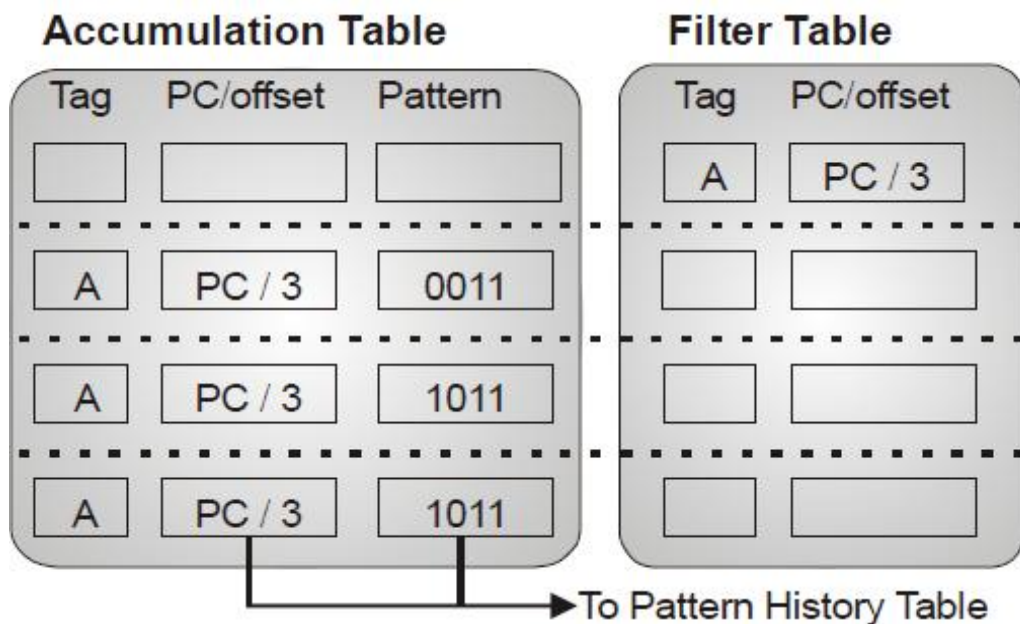 Accumulation Table Filter Table
Tag PC/offset Pattern Tag PC/offset
A PC / 3
A PC / 3 0011
A PC / 3 1011
A PC / 3 1011
To Pattern History Table